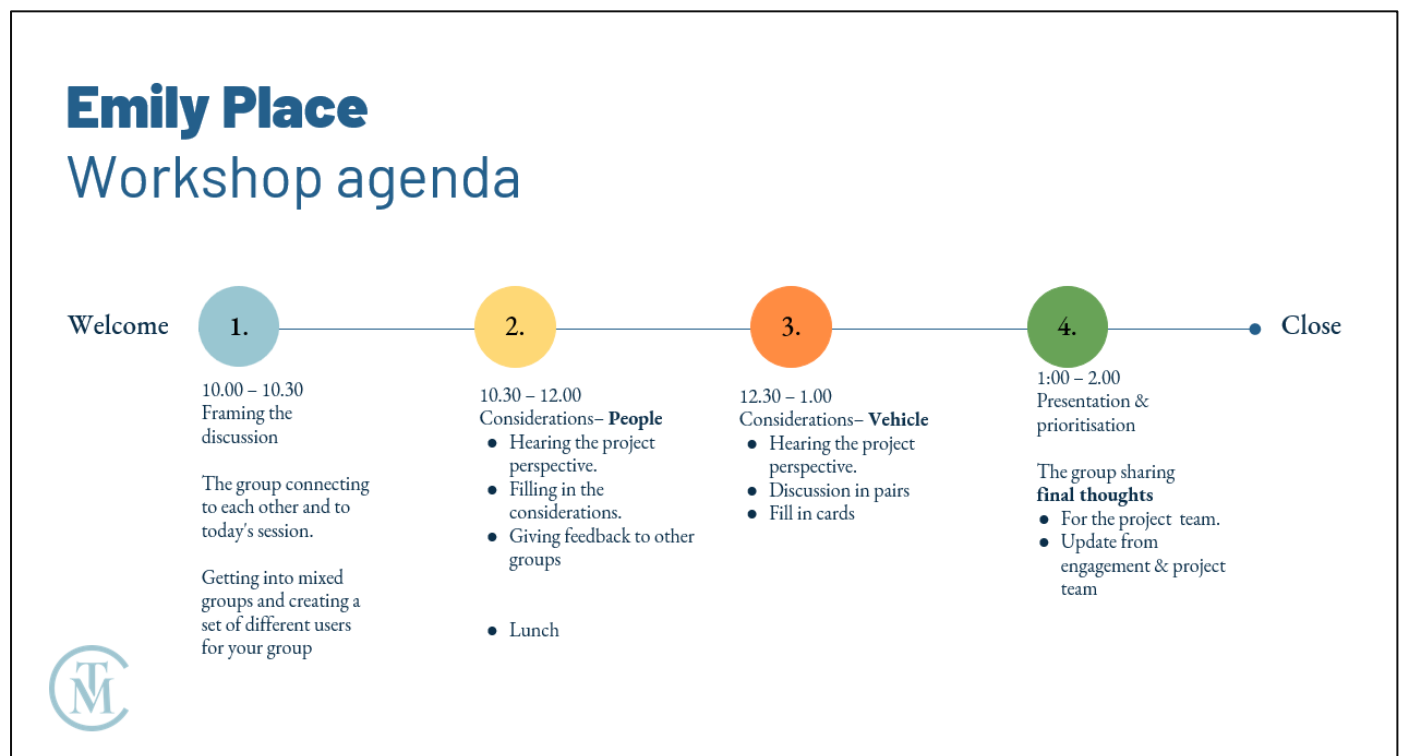 Emily Place
Workshop agenda
Welcome
1.
2.
3.
4.
Close
10.00 – 10.30
Framing the
discussion
The group connecting
to each other and to
today's session.
Getting into mixed
groups and creating a
set of different users
for your group
10.30 – 12.00
Considerations– People
● Hearing the project
perspective.
● Filling in the
considerations.
● Giving feedback to other
groups
● Lunch
12.30 – 1.00
Considerations– Vehicle
● Hearing the project
perspective.
● Discussion in pairs
● Fill in cards
1:00 – 2.00
Presentation &
prioritisation
The group sharing
final thoughts
● For the project  team.
● Update from
engagement & project
team
TMC